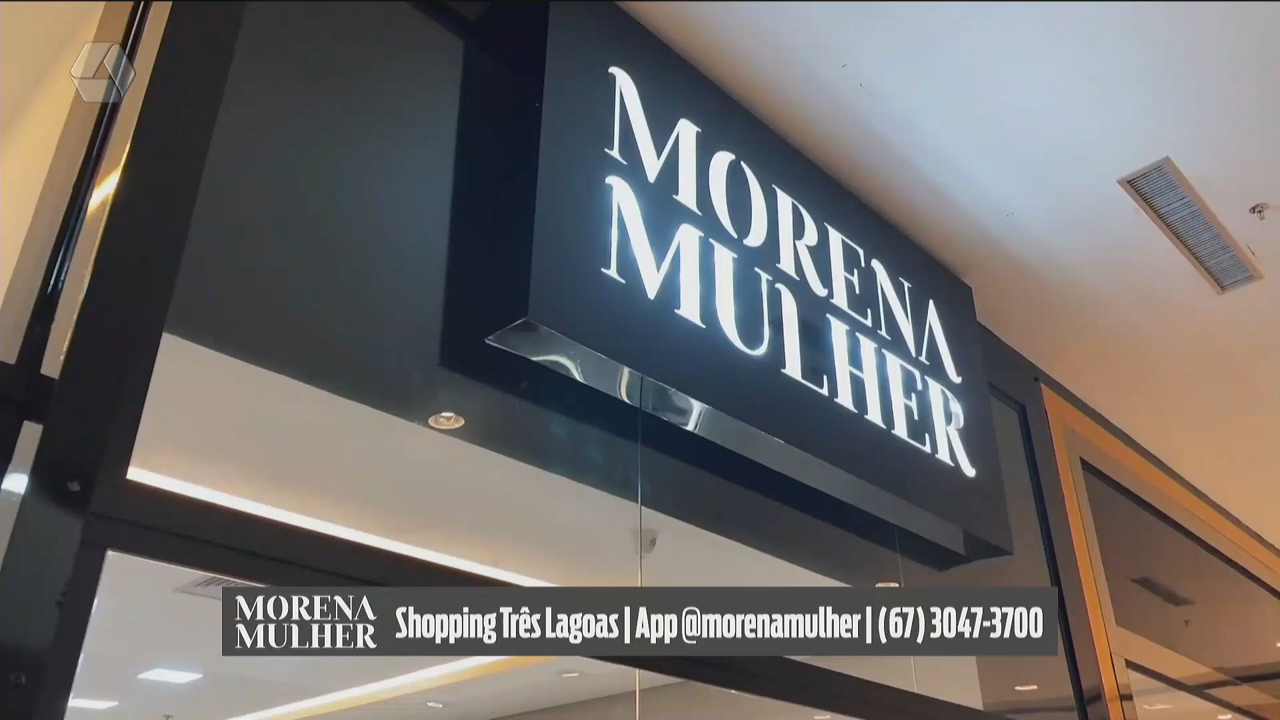 MORENA
MULHER
MORENA
MULHER
Shopping Três Lagoas | App @morenamulher | (67) 3047-3700